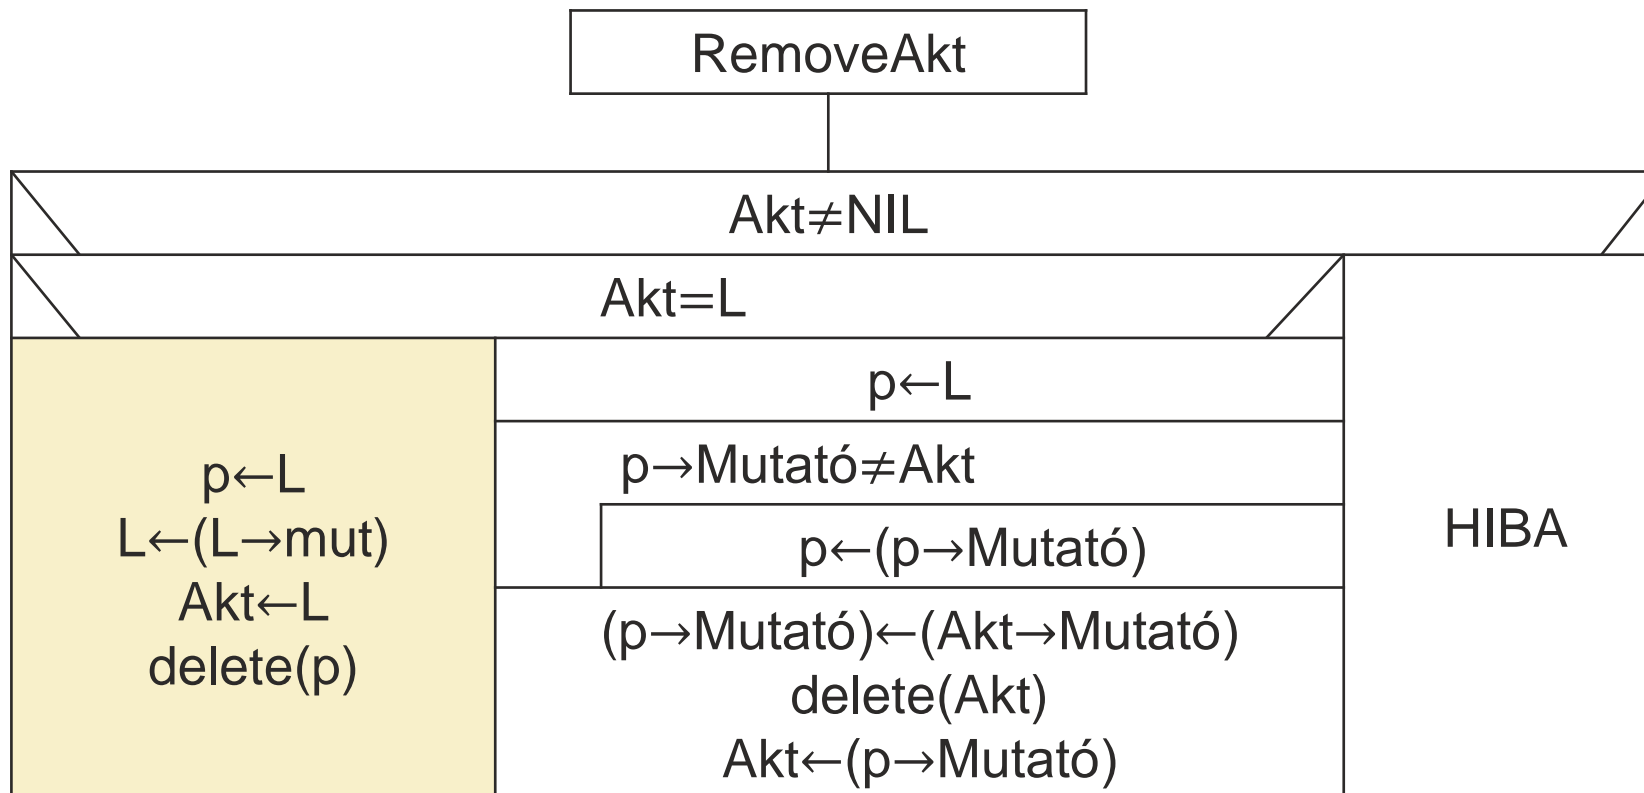 RemoveAkt
Akt≠NIL
Akt=L
p←L
L←(L→mut)
Akt←L
delete(p)
p←L
p→Mutató≠Akt
p←(p→Mutató)
(p→Mutató)←(Akt→Mutató)
delete(Akt)
Akt←(p→Mutató)
HIBA